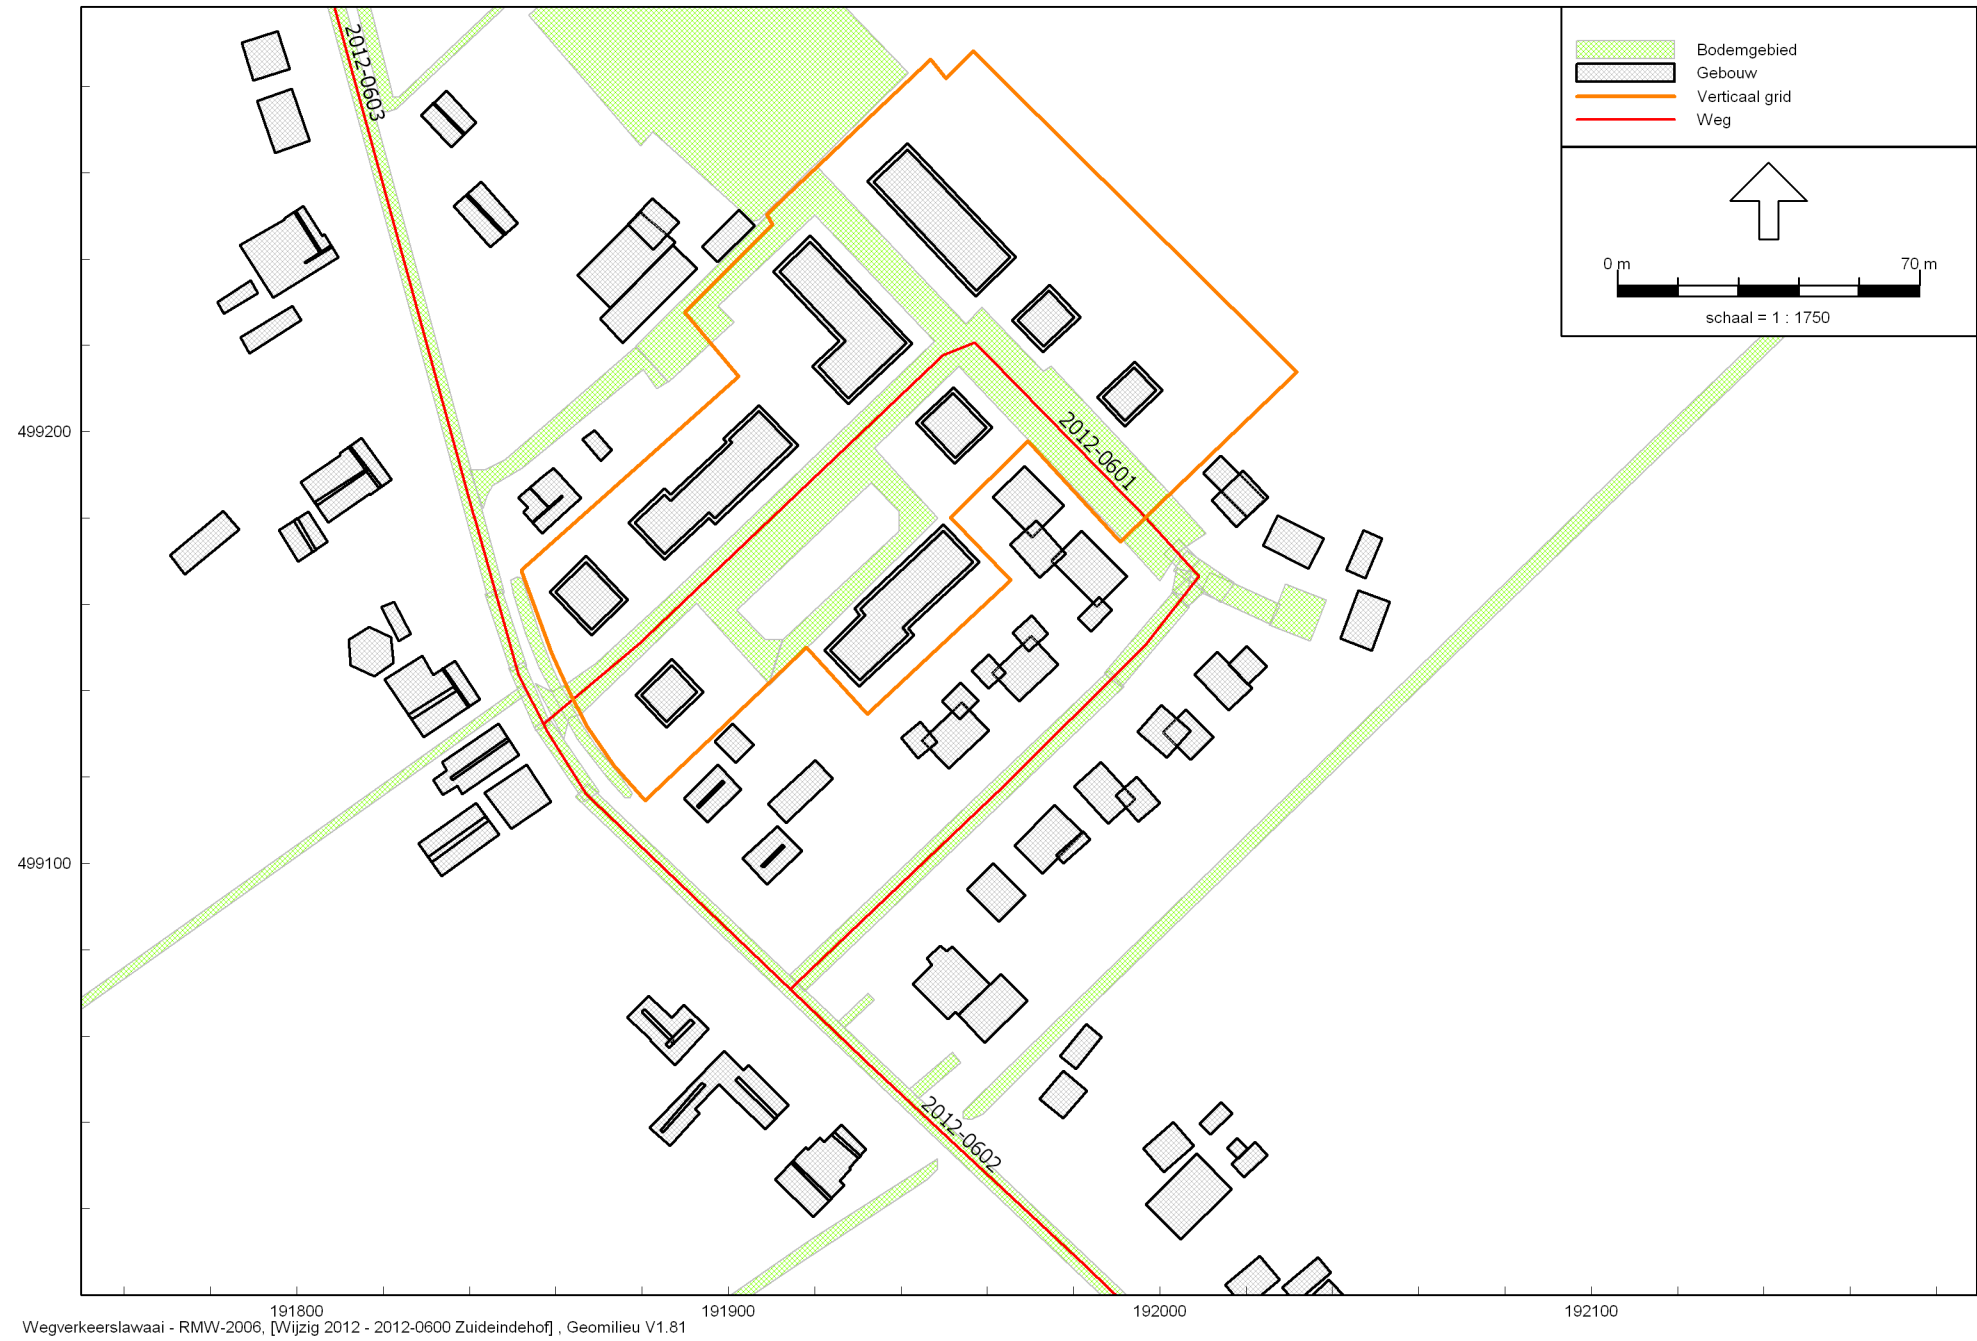 2012-0603
Bodemgebied
Gebouw
Verticaal grid
Weg
0 m
70 m
schaal = 1 : 1750
499200
2012-0601
499100
2012-0602
191800
191900
192000
192100
Wegverkeerslawaai - RMW-2006, [Wijzig 2012 - 2012-0600 Zuideindehof] , Geomilieu V1.81